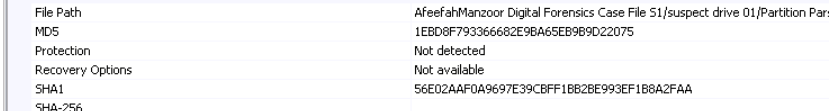 File Path AfeefahManzoor Digital Forensics Case File S1/suspect drive 01/Partition Pars
MD5 1EBD8F793366682E9BA65EB9B9D22075
Protection Not detected
Recovery Options Not available
SHA1 56E02AAF0A9697E39CBFF1BB2BE993EF1B8A2FAA
SHA-256